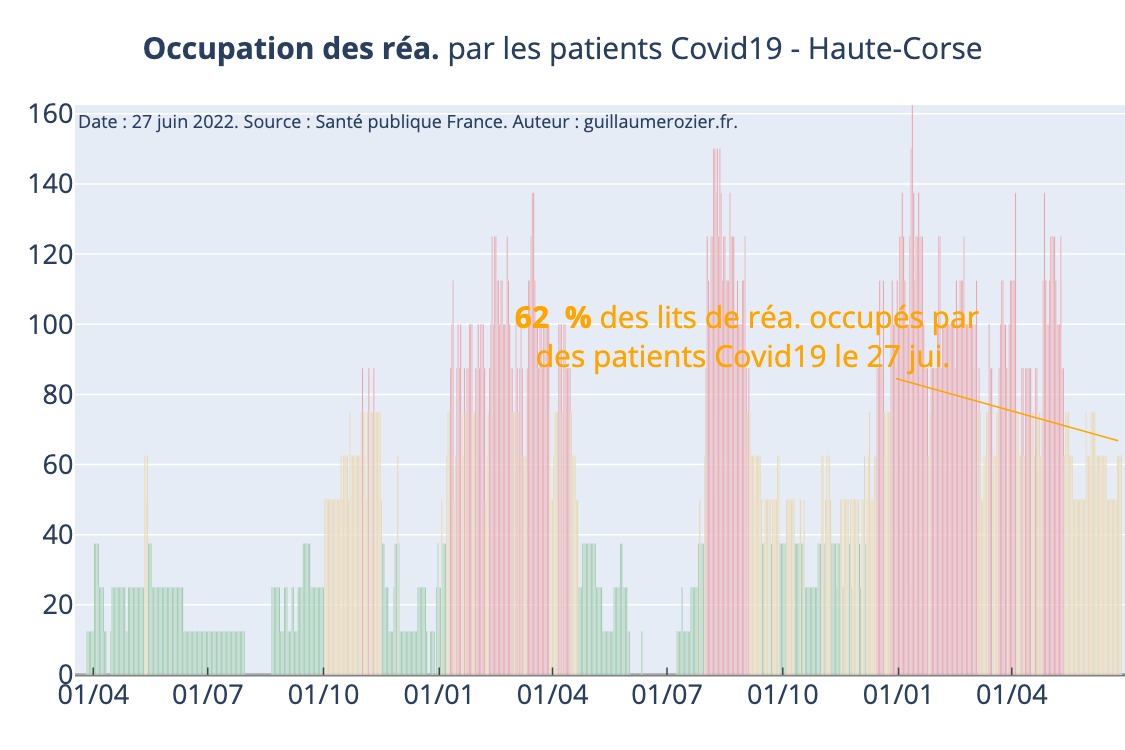 Occupation des réa. par les patients Covid19 - Haute-Corse
160
Date : 27 juin 2022. Source : Santé publique France. Auteur : guillaumerozier.fr.
140
120
100
62 % des lits de réa. occupés par
des patients Covid19 le 27 jui.
80
60
40
20
0
01/04 01/07 01/10 01/01 01/04 01/07 01/10 01/01 01/04